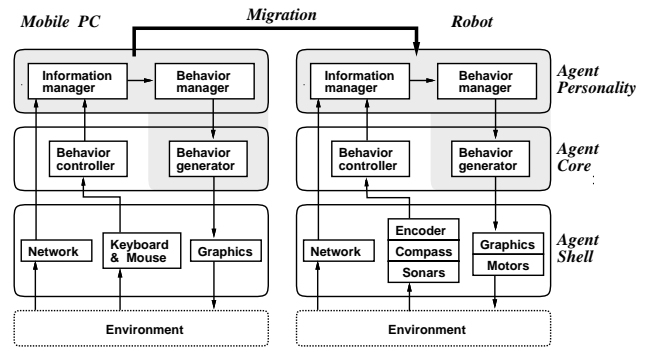 Mobile PC
Migration
Robot
Information manager
Behavior manager
Information manager
Behavior manager
Agent Personality
Behavior controller
Behavior generator
Behavior controller
Behavior generator
Agent Core
Network
Keyboard & Mouse
Graphics
Network
Encoder
Compass
Sonars
Graphics
Motors
Agent Shell
Environment
Environment